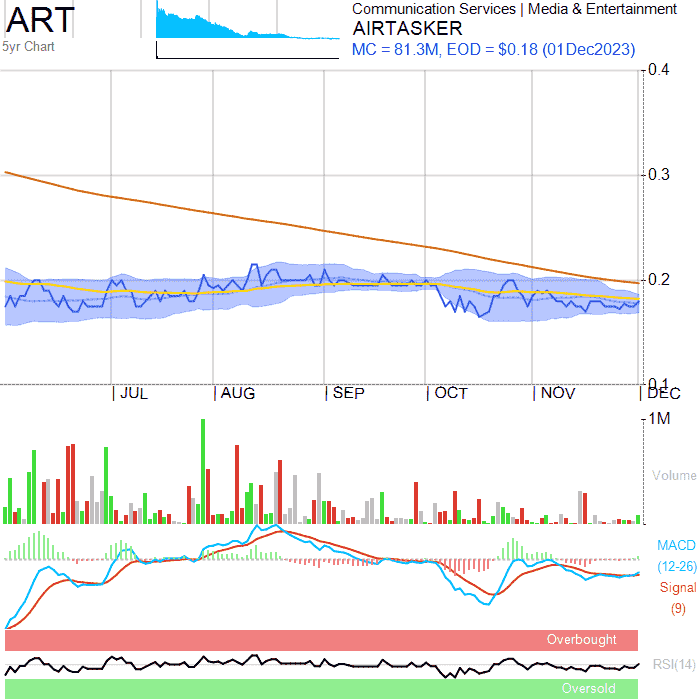 ART
5yr Chart
Communication Services | Media & Entertainment
AIRTASKER
MC = 81.3M, EOD = $0.18 (01Dec2023)
0.4
0.3
0.2
0.1
JUL
AUG
SEP
OCT
NOV
DEC
1M
Volume
MACD
(12-26)
Signal
(9)
Overbought
RSI(14)
Oversold